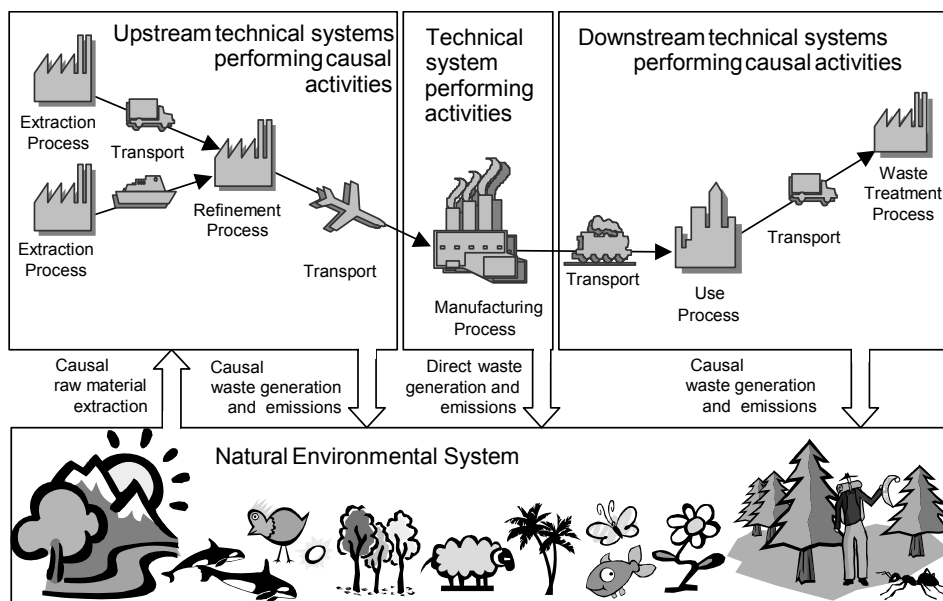 Upstream technical systems
performing causal
activities
Extraction
Process
Transport
Extraction
Process
Refinement
Process
Transport
Technical
system
performing
activities
Manufacturing
Process
Downstream technical systems
performing causal activities
Transport
Use
Process
Transport
Waste
Treatment
Process
Causal
raw material
extraction
Causal
waste generation
and emissions
Direct waste
generation and
emissions
Causal
waste generation
and emissions
Natural Environmental System